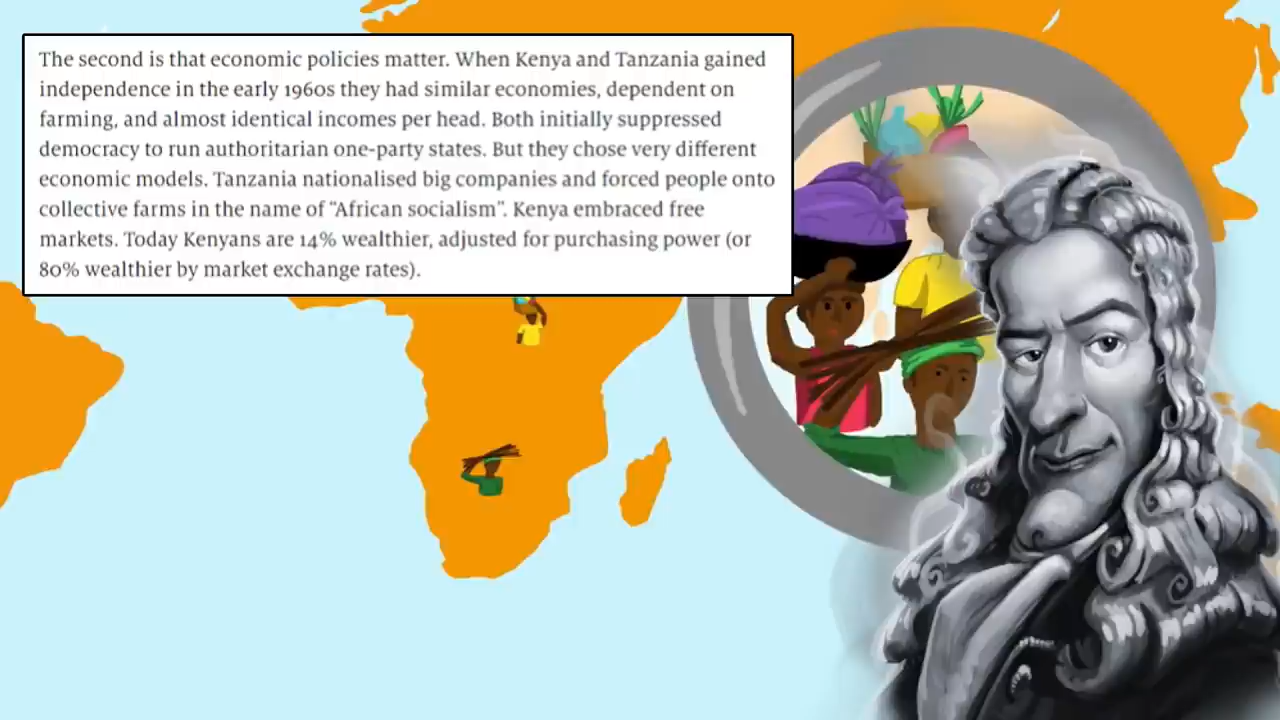 The second is that economic policies matter. When Kenya and Tanzania gained
independence in the early 1960s they had similar economies, dependent on
farming, and almost identical incomes per head. Both initially suppressed
democracy to run authoritarian one-party states. But they chose very different
economic models. Tanzania nationalised big companies and forced people onto
collective farms in the name of “African socialism”. Kenya embraced free
markets. Today Kenyans are 14% wealthier, adjusted for purchasing power (or
80% wealthier by market exchange rates).